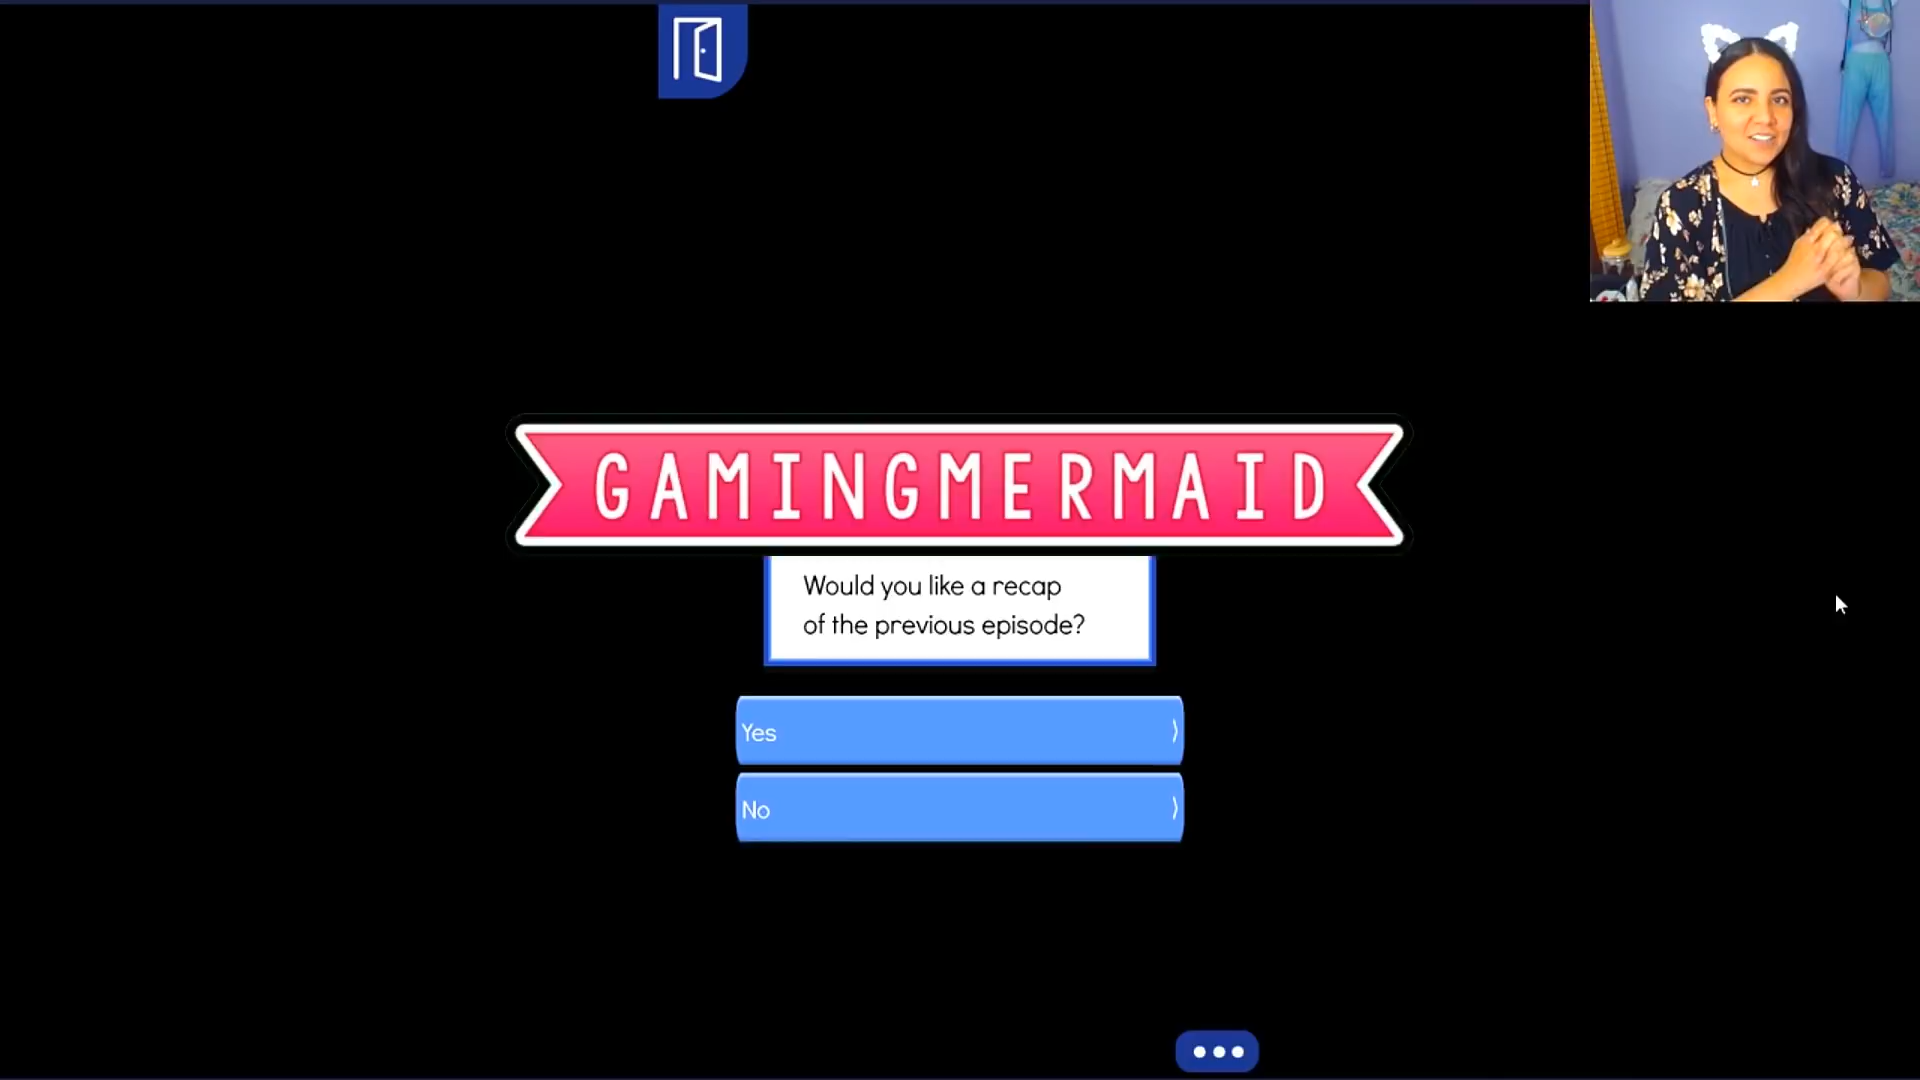 GAMINGMERMAID
Would you like a recap
of the previous episode?
Yes
No